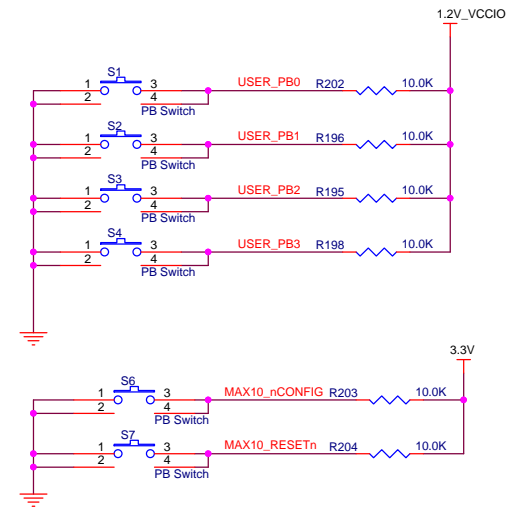 1.2V_VCCIO
S1
1 3 USER_PB0 R202 10.0K
2 4
PB Switch
S2
1 3 USER_PB1 R196 10.0K
2 4
PB Switch
S3
1 3 USER_PB2 R195 10.0K
2 4
PB Switch
S4
1 3 USER_PB3 R198 10.0K
2 4
PB Switch
3.3V
S6
1 3 MAX10_nCONFIG R203 10.0K
2 4
PB Switch
S7
1 3 MAX10_RESETn R204 10.0K
2 4
PB Switch